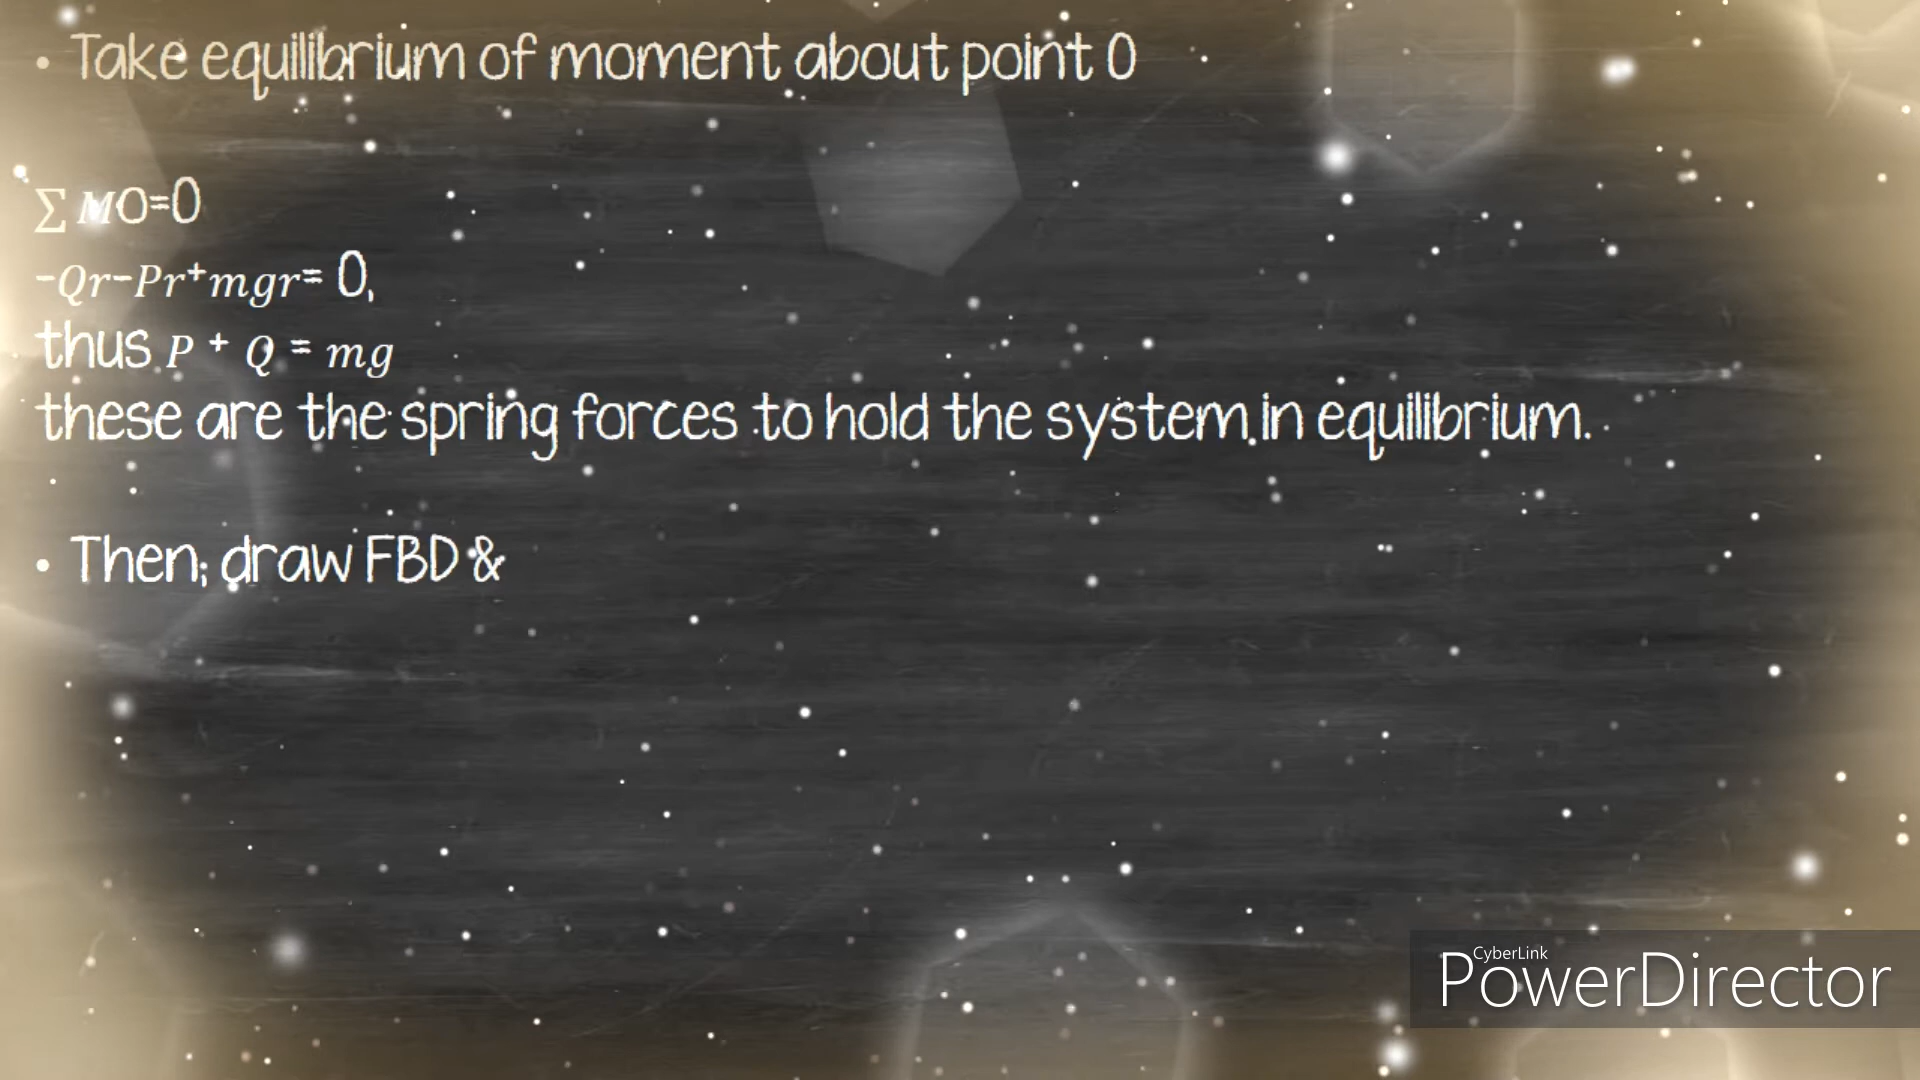 • Take equilibrium of moment about point O
∑ MO=0
-Qr-Pr+mgr= 0,
thus P + Q = mg
these are the spring forces to hold the system in equilibrium.
• Then, draw FBD &
CyberLink
PowerDirector